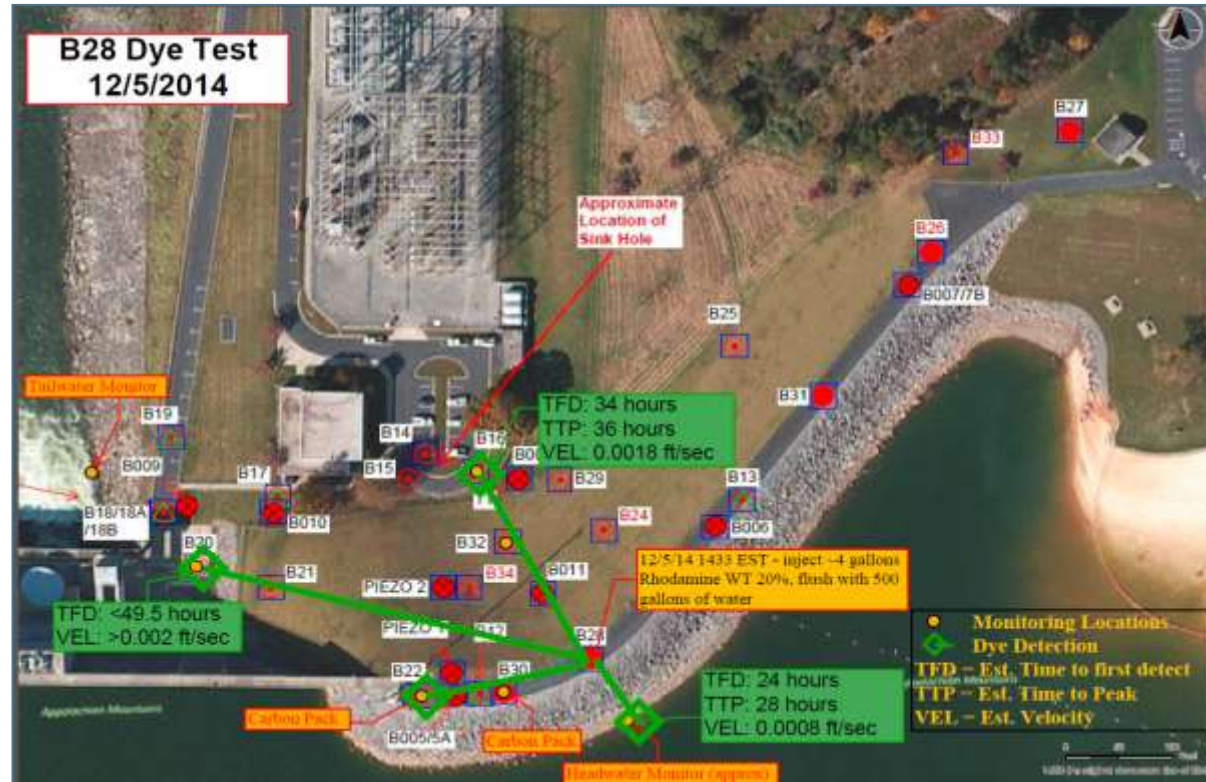 B28 Dye Test
12/5/2014
B27
B33
Approximate
Location of
Sink Hole
B26
B007/7B
B25
Tailwater Monitor
B31
TFD: 34 hours
TTP: 36 hours
VEL: 0.0018 ft/sec
B19
B14
B16
B009
B17
B15
B29
B13
B18/18A
/18B
B010
B24
B006
B20
B32
12/5/14 1433 EST - inject ~4 gallons
Rhodamine WT 20%, flush with 500
gallons of water
B21
PIEZO 2
B34
B011
TFD: <49.5 hours
VEL: >0.002 ft/sec
Monitoring Locations
Dye Detection
TFD = Est. Time to first detect
TTP = Est. Time to Peak
VEL = Est. Velocity
B22
B30
TFD: 24 hours
TTP: 28 hours
VEL: 0.0008 ft/sec
Appalachian Mountains
Carbon Pack
B005/5A
Carbon Pack
Headwater Monitor (approx)